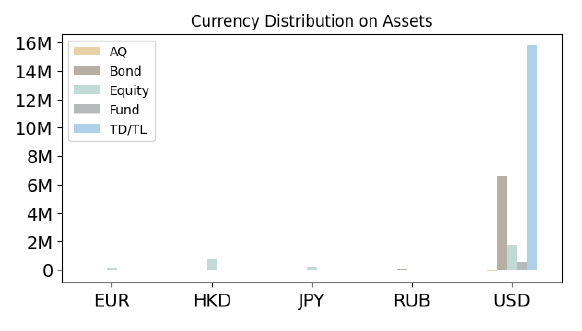 Currency Distribution on Assets
16M
14M
12M
10M
8M
6M
4M
2M
0
AQ
Bond
Equity
Fund
TD/TL
EUR HKD JPY RUB USD